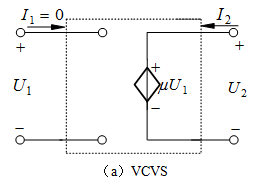 I₁ = 0 I₂
+ + +
U₁ μU₁ U₂
− − −
（a）VCVS